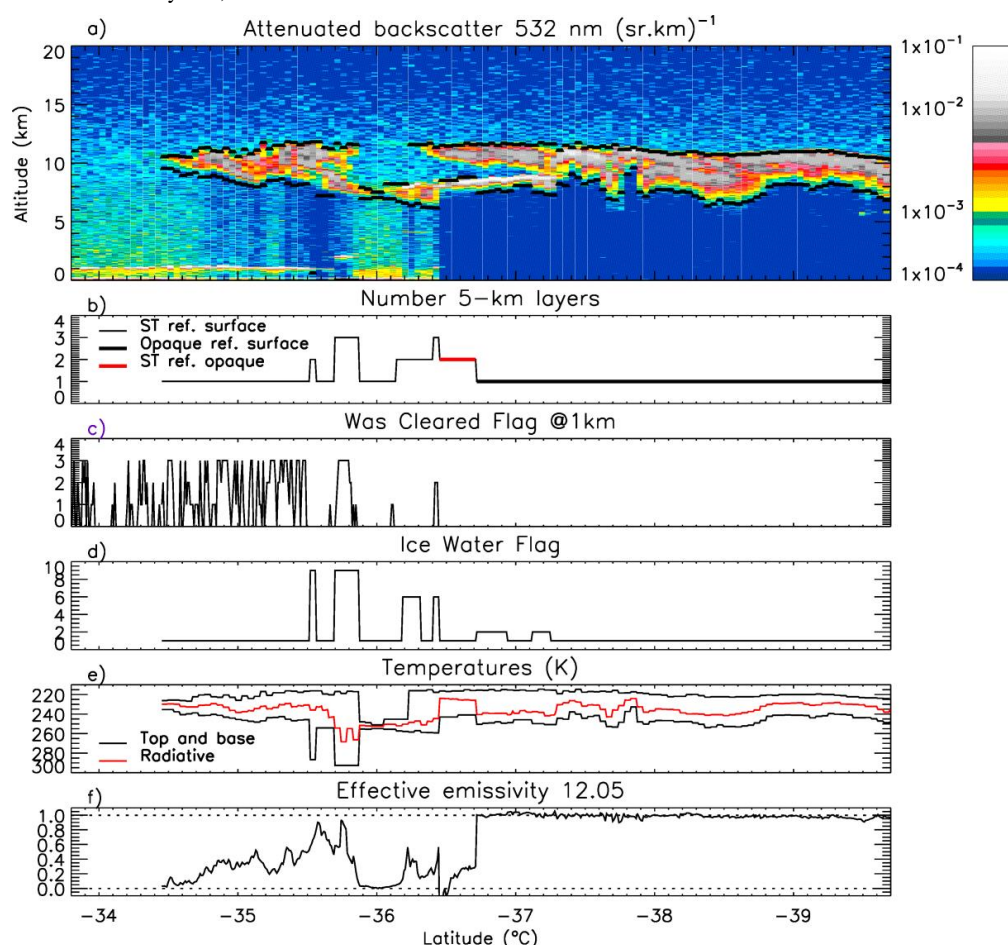 a) Attenuated backscatter 532 nm (sr.km)⁻¹
20
15
10
5
0
Altitude (km)
1x10⁻¹
1x10⁻²
1x10⁻³
1x10⁻⁴
b) Number 5-km layers
4
3
2
1
0
ST ref. surface
Opaque ref. surface
ST ref. opaque
c) Was Cleared Flag @1km
4
3
2
1
0
d) Ice Water Flag
10
8
6
4
2
0
e) Temperatures (K)
220
240
260
280
300
Top and base
Radiative
f) Effective emissivity 12.05
1.0
0.8
0.6
0.4
0.2
0.0
-34 -35 -36 -37 -38 -39
Latitude (°C)